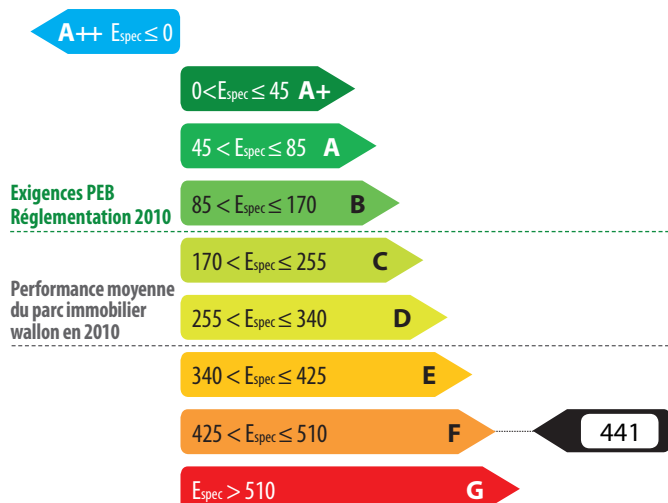 A++ Espec ≤ 0
0<Espec ≤ 45 A+
45 < Espec ≤ 85 A
Exigences PEB
Réglementation 2010
85 < Espec ≤ 170 B
170 < Espec ≤ 255 C
Performance moyenne
du parc immobilier
wallon en 2010
255 < Espec ≤ 340 D
340 < Espec ≤ 425 E
425 < Espec ≤ 510 F
441
Espec > 510 G